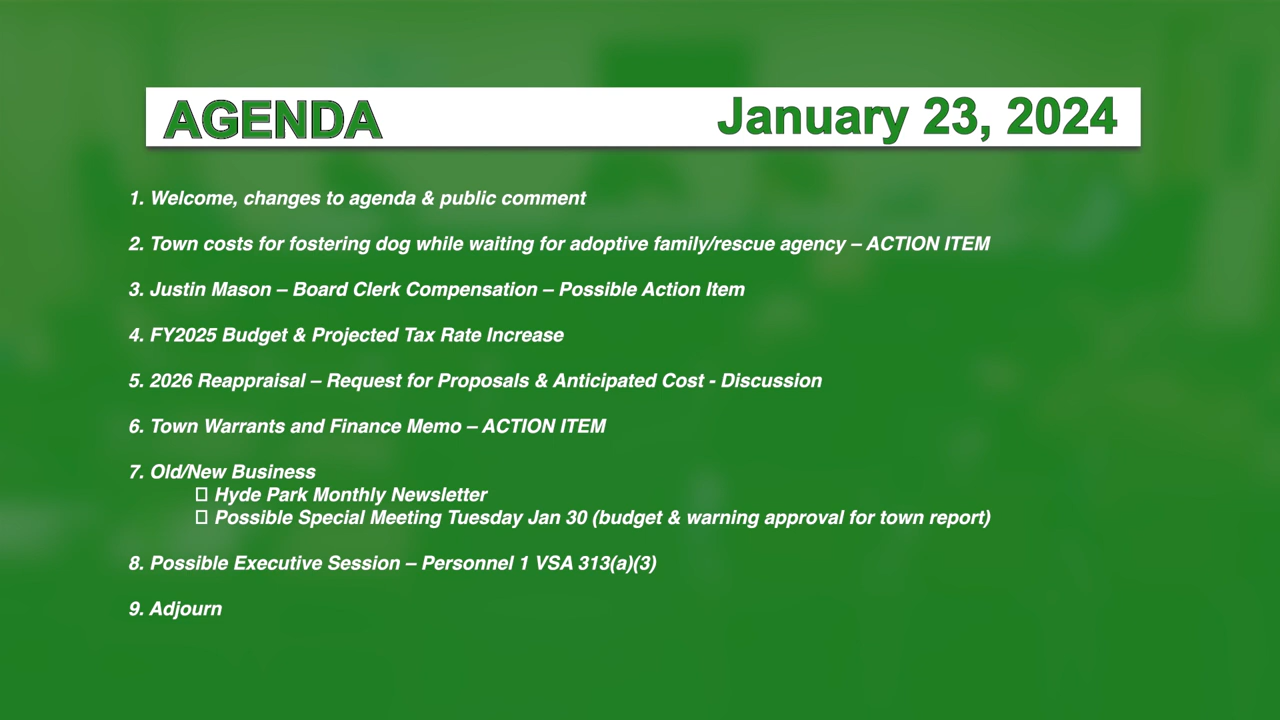 AGENDA January 23, 2024
1. Welcome, changes to agenda & public comment
2. Town costs for fostering dog while waiting for adoptive family/rescue agency – ACTION ITEM
3. Justin Mason – Board Clerk Compensation – Possible Action Item
4. FY2025 Budget & Projected Tax Rate Increase
5. 2026 Reappraisal – Request for Proposals & Anticipated Cost - Discussion
6. Town Warrants and Finance Memo – ACTION ITEM
7. Old/New Business
Hyde Park Monthly Newsletter
Possible Special Meeting Tuesday Jan 30 (budget & warning approval for town report)
8. Possible Executive Session – Personnel 1 VSA 313(a)(3)
9. Adjourn